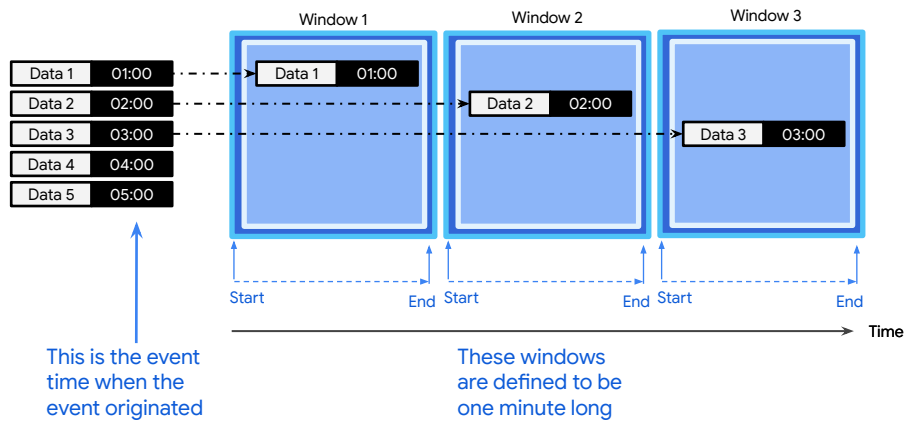 Window 1
Window 2
Window 3
Data 1 01:00
Data 2 02:00
Data 3 03:00
Data 4 04:00
Data 5 05:00
Data 1 01:00
Data 2 02:00
Data 3 03:00
Start
End
Start
End
Start
End
Time
This is the event
time when the
event originated
These windows
are defined to be
one minute long